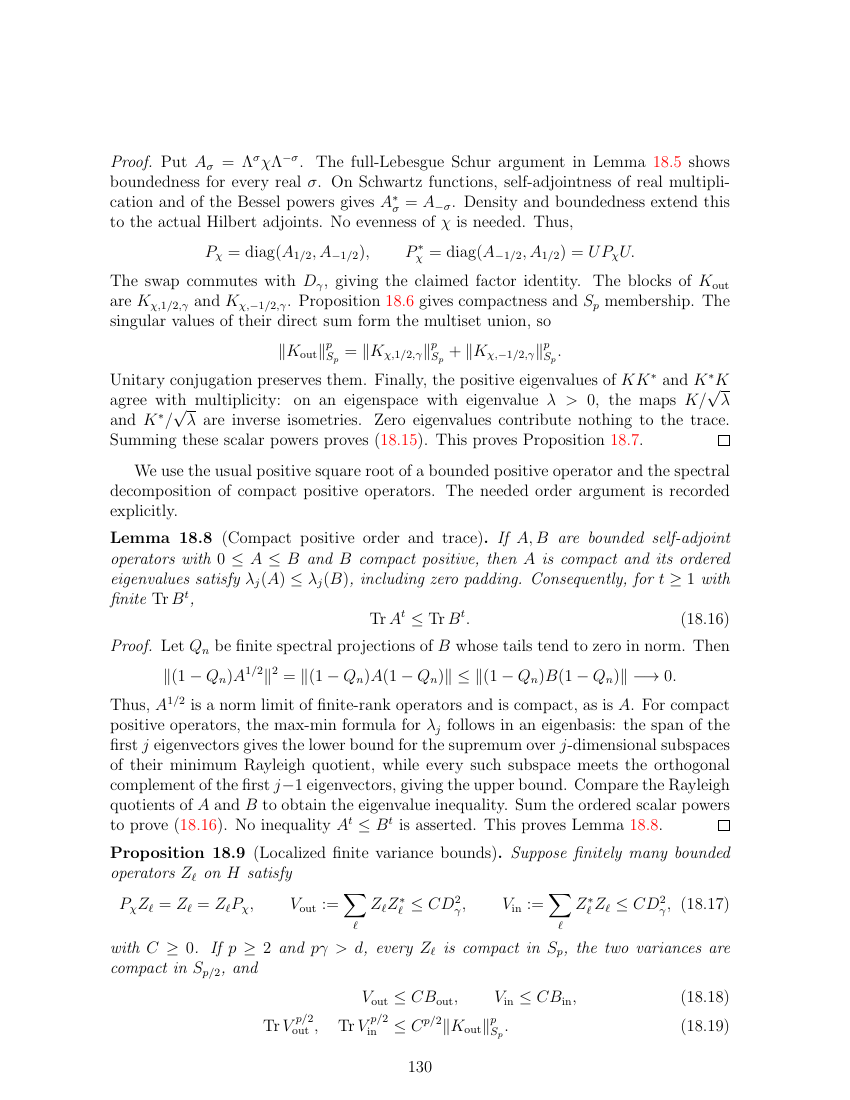 Proof. Put A_σ = Λ^σ χΛ^{−σ}. The full-Lebesgue Schur argument in Lemma 18.5 shows
boundedness for every real σ. On Schwartz functions, self-adjointness of real multipli-
cation and of the Bessel powers gives A*_σ = A_{−σ}. Density and boundedness extend this
to the actual Hilbert adjoints. No evenness of χ is needed. Thus,
P_χ = diag(A_{1/2}, A_{−1/2}), P*_χ = diag(A_{−1/2}, A_{1/2}) = UP_χU.
The swap commutes with D_γ, giving the claimed factor identity. The blocks of K_out
are K_{χ,1/2,γ} and K_{χ,−1/2,γ}. Proposition 18.6 gives compactness and S_p membership. The
singular values of their direct sum form the multiset union, so
‖K_out‖^p_{S_p} = ‖K_{χ,1/2,γ}‖^p_{S_p} + ‖K_{χ,−1/2,γ}‖^p_{S_p}.
Unitary conjugation preserves them. Finally, the positive eigenvalues of KK* and K*K
agree with multiplicity: on an eigenspace with eigenvalue λ > 0, the maps K/√λ
and K*/√λ are inverse isometries. Zero eigenvalues contribute nothing to the trace.
Summing these scalar powers proves (18.15). This proves Proposition 18.7. □
We use the usual positive square root of a bounded positive operator and the spectral
decomposition of compact positive operators. The needed order argument is recorded
explicitly.
Lemma 18.8 (Compact positive order and trace). If A, B are bounded self-adjoint
operators with 0 ≤ A ≤ B and B compact positive, then A is compact and its ordered
eigenvalues satisfy λ_j(A) ≤ λ_j(B), including zero padding. Consequently, for t ≥ 1 with
finite Tr B^t,
Tr A^t ≤ Tr B^t. (18.16)
Proof. Let Q_n be finite spectral projections of B whose tails tend to zero in norm. Then
‖(1 − Q_n)A^{1/2}‖² = ‖(1 − Q_n)A(1 − Q_n)‖ ≤ ‖(1 − Q_n)B(1 − Q_n)‖ ⟶ 0.
Thus, A^{1/2} is a norm limit of finite-rank operators and is compact, as is A. For compact
positive operators, the max-min formula for λ_j follows in an eigenbasis: the span of the
first j eigenvectors gives the lower bound for the supremum over j-dimensional subspaces
of their minimum Rayleigh quotient, while every such subspace meets the orthogonal
complement of the first j−1 eigenvectors, giving the upper bound. Compare the Rayleigh
quotients of A and B to obtain the eigenvalue inequality. Sum the ordered scalar powers
to prove (18.16). No inequality A^t ≤ B^t is asserted. This proves Lemma 18.8. □
Proposition 18.9 (Localized finite variance bounds). Suppose finitely many bounded
operators Z_ℓ on H satisfy
P_χZ_ℓ = Z_ℓ = Z_ℓP_χ, V_out := ∑_ℓ Z_ℓZ*_ℓ ≤ CD²_γ, V_in := ∑_ℓ Z*_ℓZ_ℓ ≤ CD²_γ, (18.17)
with C ≥ 0. If p ≥ 2 and pγ > d, every Z_ℓ is compact in S_p, the two variances are
compact in S_{p/2}, and
V_out ≤ CB_out, V_in ≤ CB_in, (18.18)
Tr V^{p/2}_out, Tr V^{p/2}_in ≤ C^{p/2}‖K_out‖^p_{S_p}. (18.19)
130